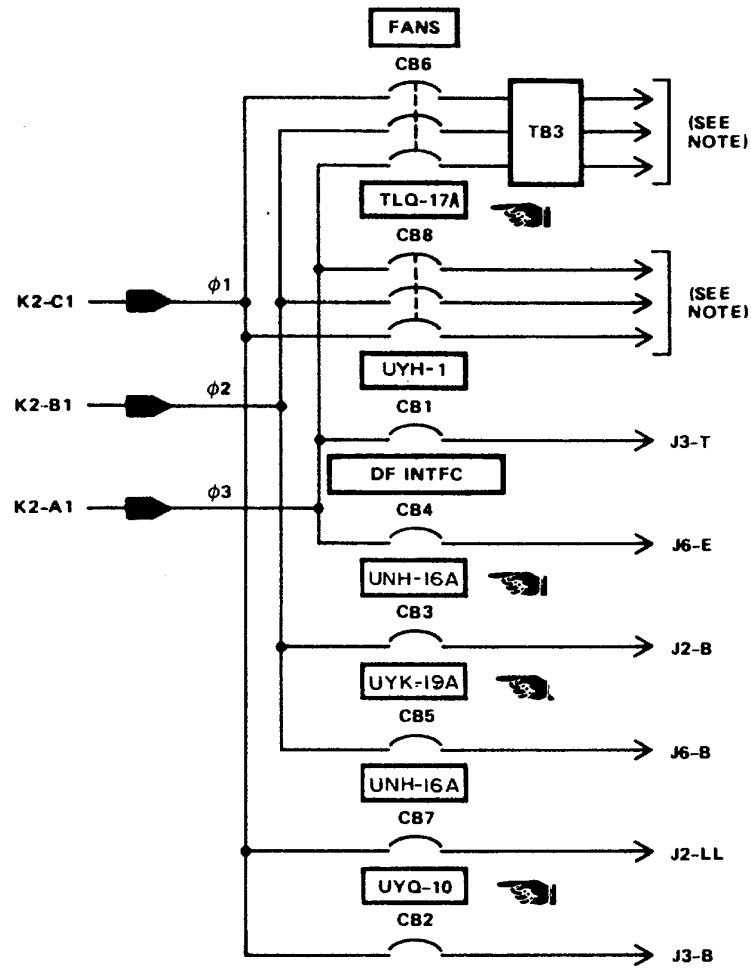 FANS
CB6
TB3
(SEE
NOTE)
TLQ-17A
CB8
K2-C1
φ1
(SEE
NOTE)
UYH-1
K2-B1
φ2
CB1
J3-T
DF INTFC
K2-A1
φ3
CB4
J6-E
UNH-16A
CB3
J2-B
UYK-19A
CB5
J6-B
UNH-16A
CB7
J2-LL
UYQ-10
CB2
J3-B